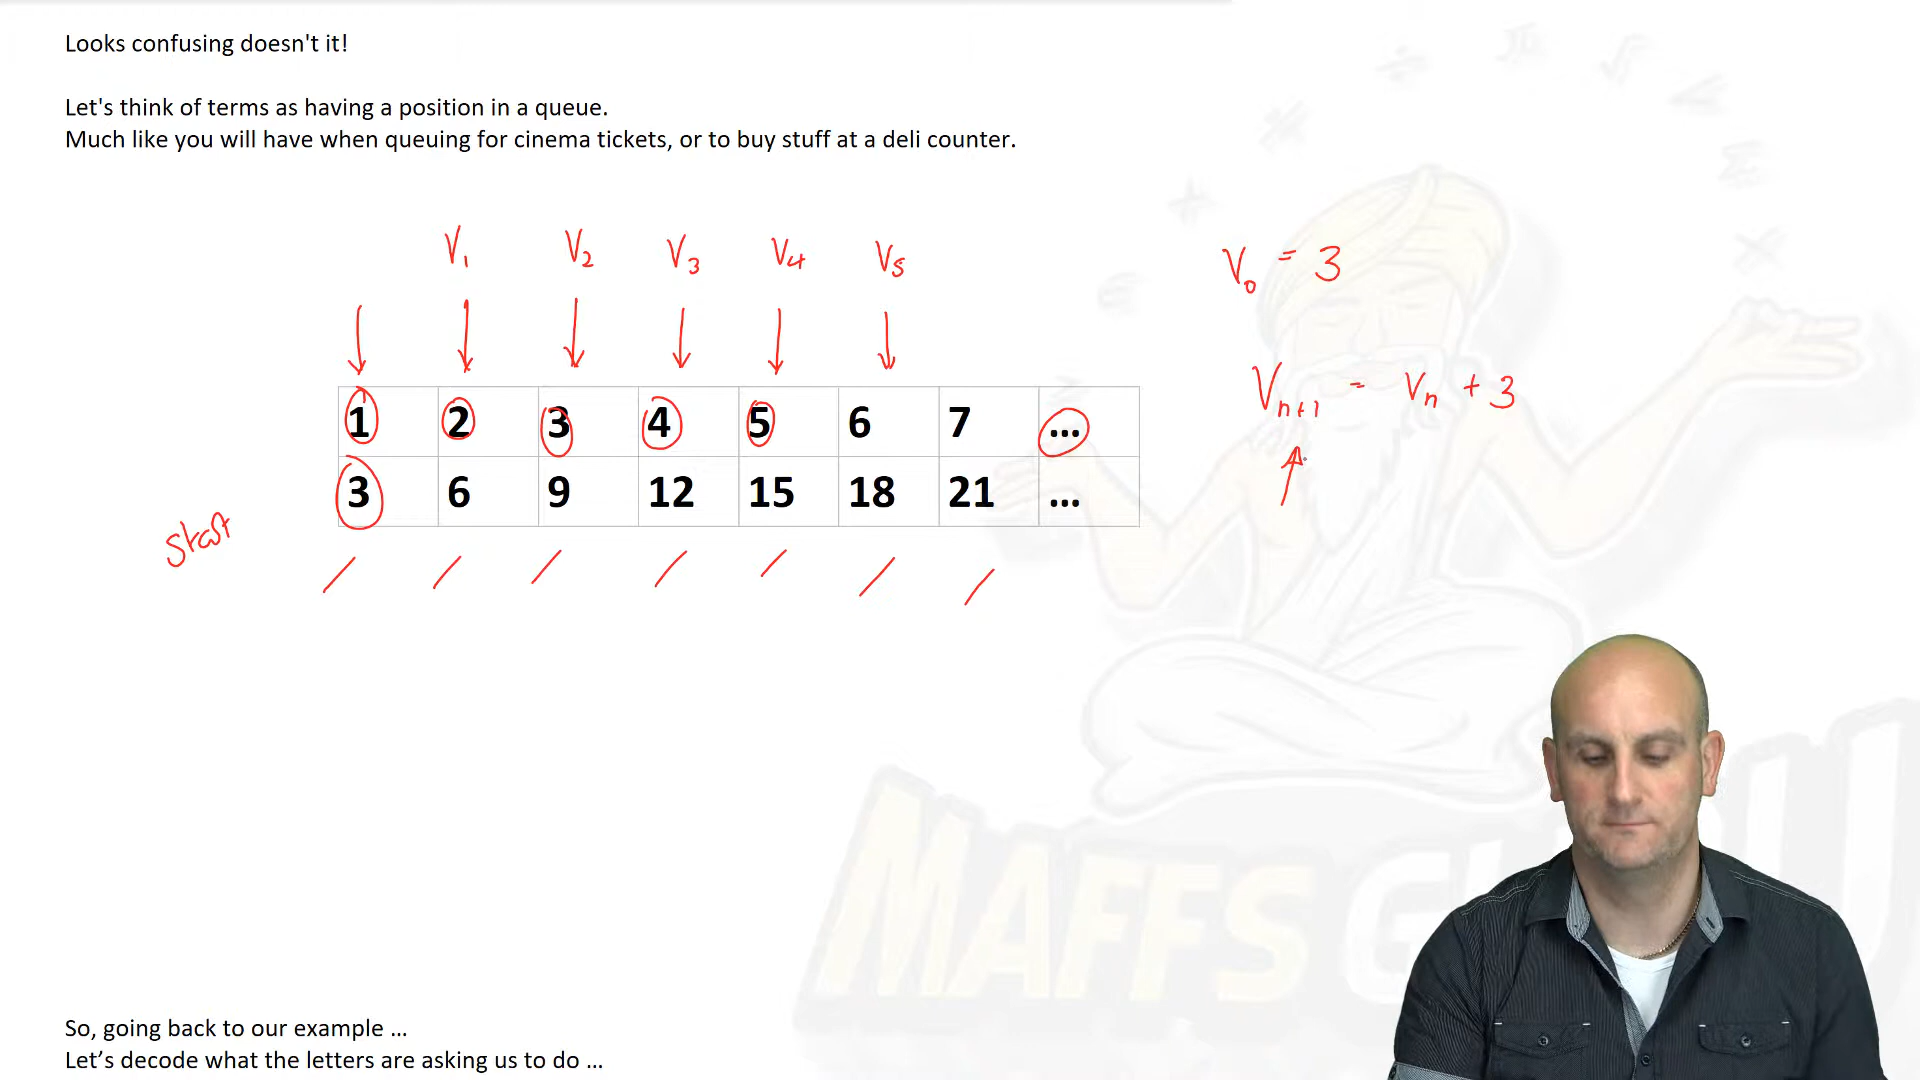 Looks confusing doesn't it!
Let's think of terms as having a position in a queue.
Much like you will have when queuing for cinema tickets, or to buy stuff at a deli counter.
V1 V2 V3 V4 V5
V0 = 3
Vn+1 = Vn + 3
1 2 3 4 5 6 7 ...
3 6 9 12 15 18 21 ...
Start
MAFFS GURU
So, going back to our example ...
Let’s decode what the letters are asking us to do ...